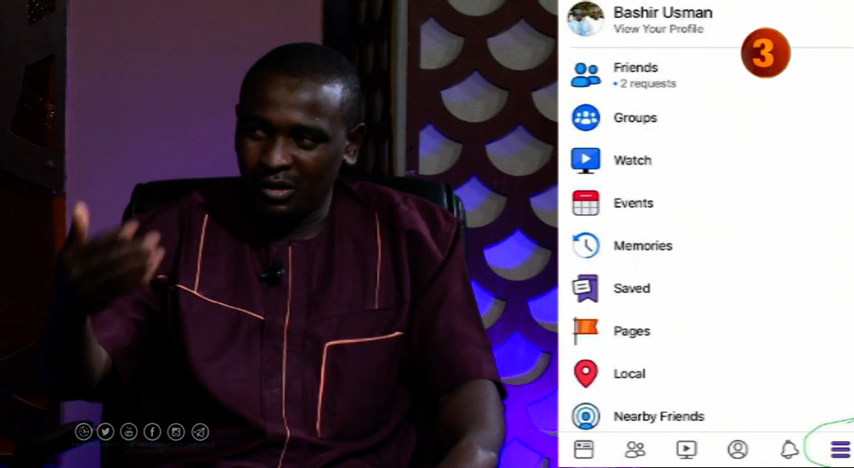 Bashir Usman
View Your Profile
3
Friends
• 2 requests
Groups
Watch
Events
Memories
Saved
Pages
Local
Nearby Friends